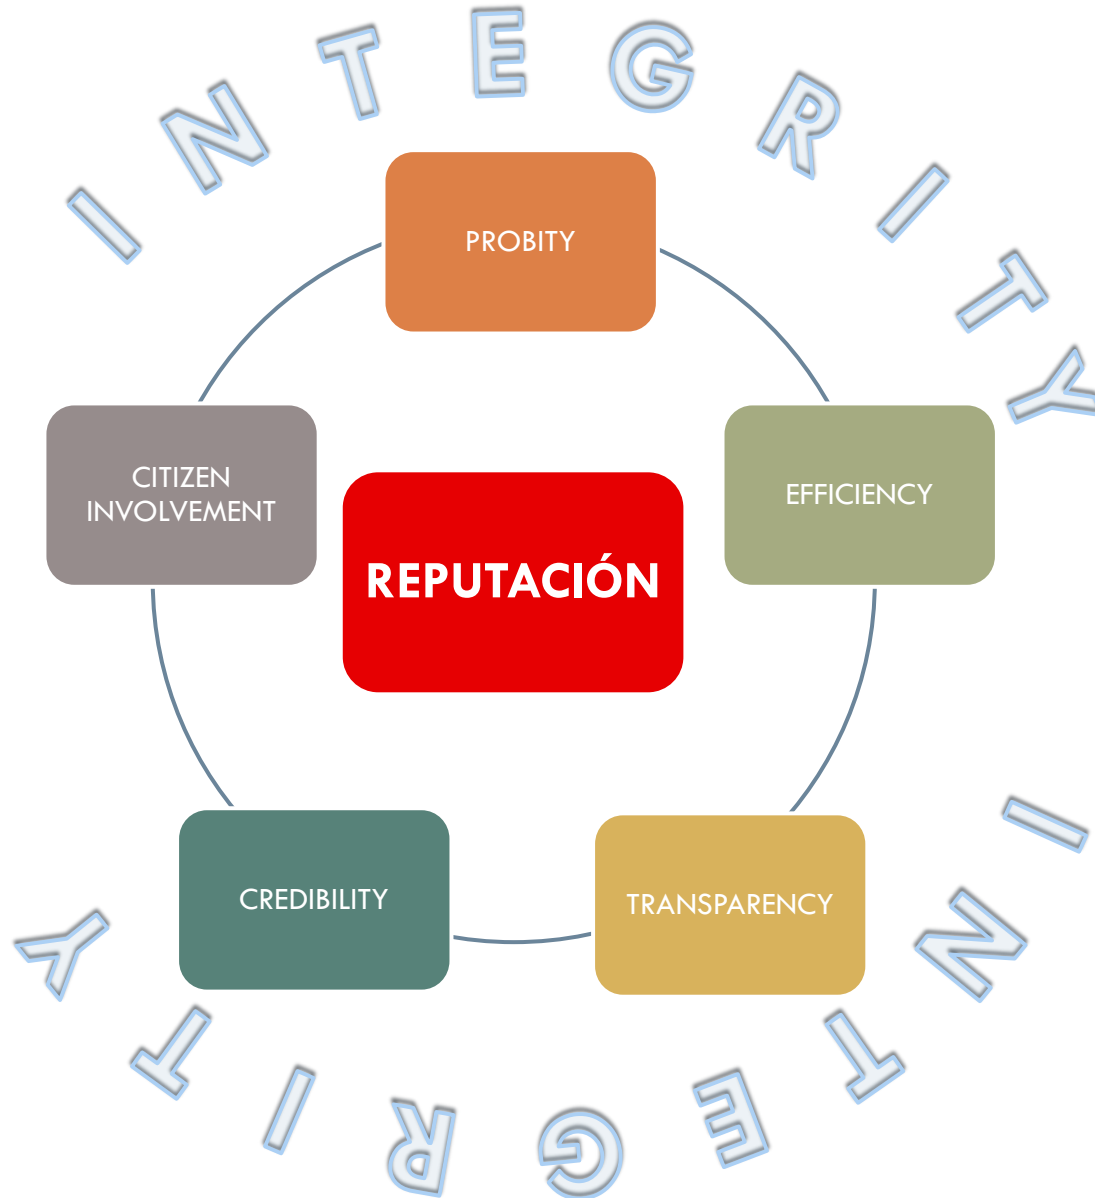 INTEGRITY
PROBITY
EFFICIENCY
CITIZEN
INVOLVEMENT
REPUTACIÓN
CREDIBILITY
TRANSPARENCY
INTEGRITY